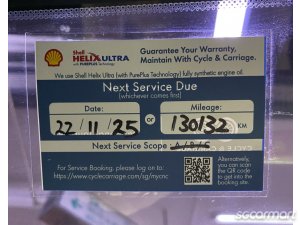 Shell
HELIX ULTRA
WITH PUREPLUS Technology
Guarantee Your Warranty,
Maintain With Cycle & Carriage.
We use Shell Helix Ultra (with PurePlus Technology) fully synthetic engine oil.
Next Service Due
(whichever comes first)
Date:
Mileage:
22/11/25 or 130132 KM
Next Service Scope: A/B/C
For Service Booking, please log on to:
https://www.cyclecarriage.com/sg/mycnc
Alternatively,
you can scan
the QR code
to get into the
booking site.
sgcarmart